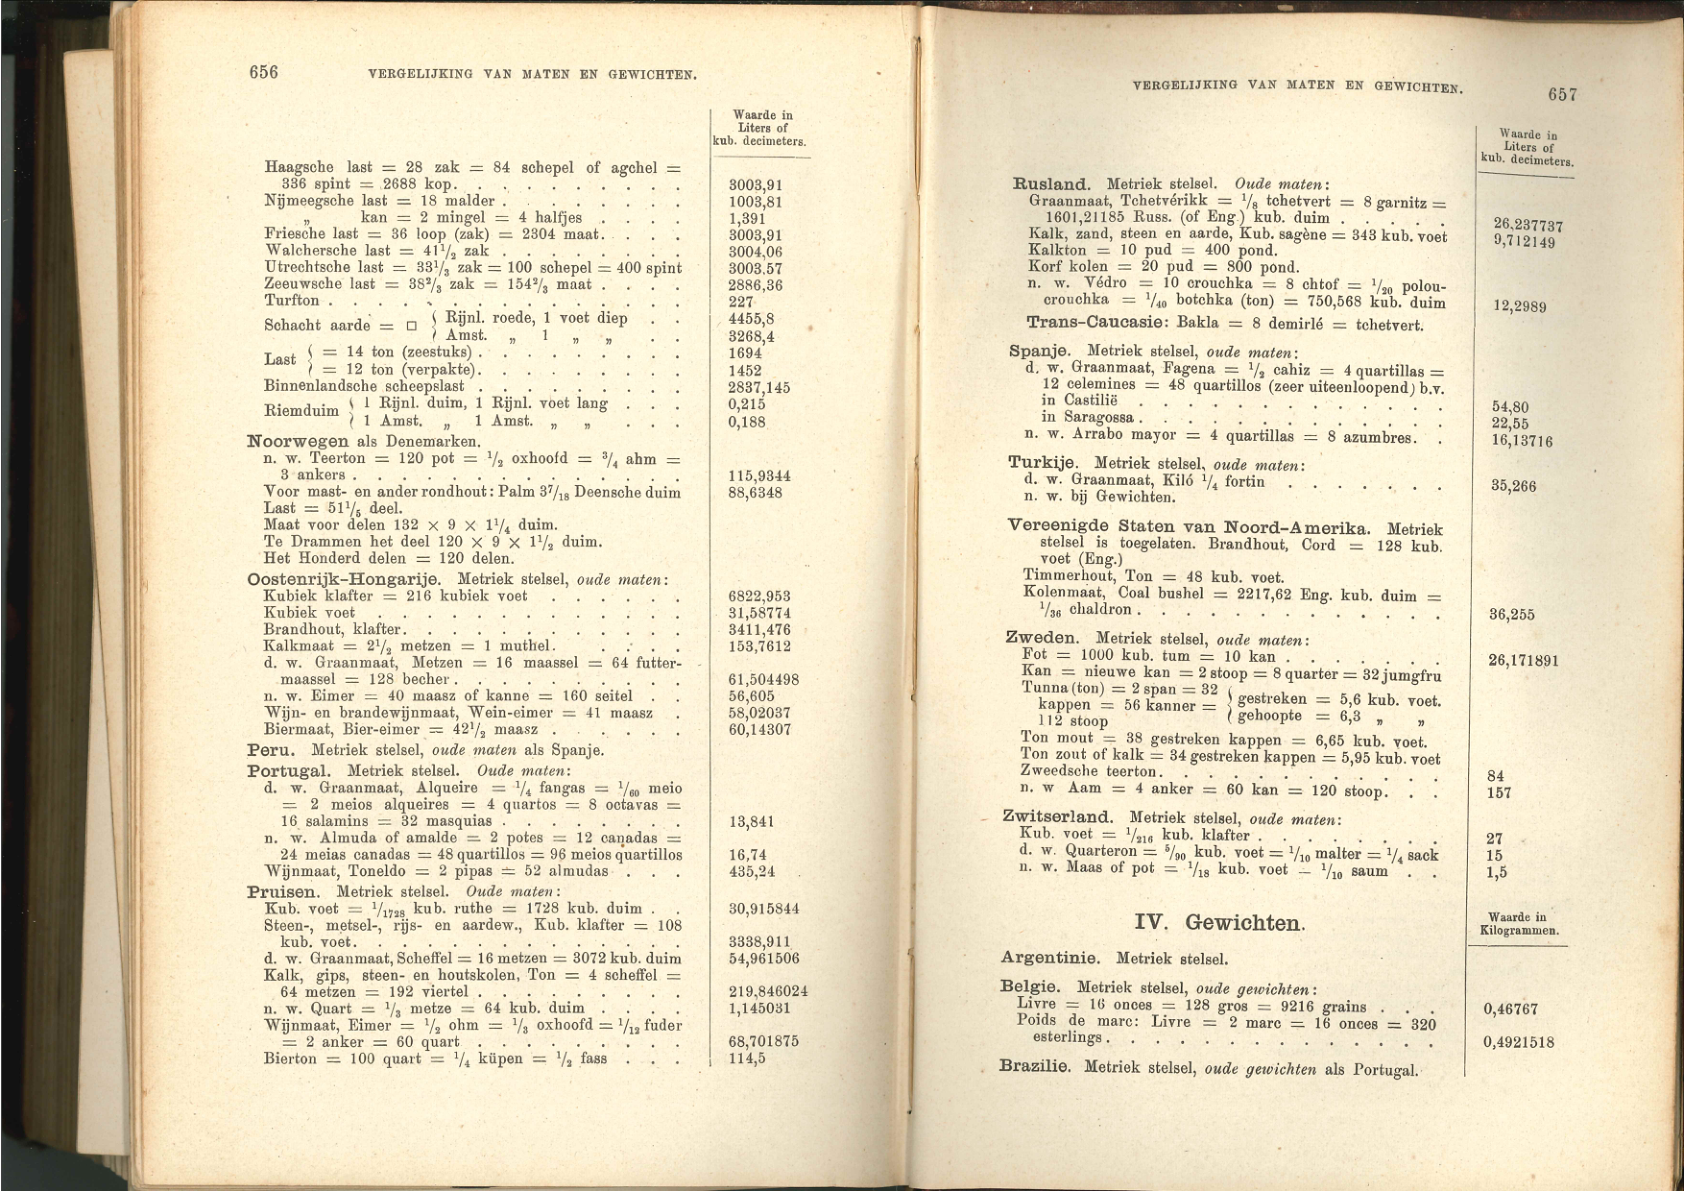 656 VERGELIJKING VAN MATEN EN GEWICHTEN.
Waarde in
Liters of
kub. decimeters.
Haagsche last = 28 zak = 84 schepel of agchel =
336 spint = 2688 kop. . . . . . . . . . 3003,91
Nijmeegsche last = 18 malder . . . . . . . . 1003,81
„ kan = 2 mingel = 4 halfjes . . . . 1,391
Friesche last = 36 loop (zak) = 2304 maat. . . . . 3003,91
Walchersche last = 41 1/2 zak . . . . . . . . 3004,06
Utrechtsche last = 33 1/3 zak = 100 schepel = 400 spint 3003.57
Zeeuwsche last = 38 2/3 zak = 154 2/3 maat . . . . 2886,36
Turfton . . . . . . . . . . . . . . 227
Schacht aarde = □ { Rijnl. roede, 1 voet diep . . 4455,8
Amst. „ 1 „ „ . . 3268,4
Last { = 14 ton (zeestuks) . . . . . . . . . 1694
= 12 ton (verpakte). . . . . . . . . 1452
Binnenlandsche scheepslast . . . . . . . . 2837,145
Riemduim { 1 Rijnl. duim, 1 Rijnl. voet lang . . . 0,215
1 Amst. „ 1 Amst. „ „ . . . 0,188
Noorwegen als Denemarken.
n. w. Teerton = 120 pot = 1/2 oxhoofd = 3/4 ahm =
3 ankers . . . . . . . . . . . . . 115,9344
Voor mast- en ander rondhout: Palm 3 7/18 Deensche duim 88,6348
Last = 51 1/5 deel.
Maat voor delen 132 × 9 × 1 1/4 duim.
Te Drammen het deel 120 × 9 × 1 1/2 duim.
Het Honderd delen = 120 delen.
Oostenrijk-Hongarije. Metriek stelsel, oude maten:
Kubiek klafter = 216 kubiek voet . . . . . . 6822,953
Kubiek voet . . . . . . . . . . . . 31,58774
Brandhout, klafter. . . . . . . . . . . 3411,476
Kalkmaat = 2 1/2 metzen = 1 muthel. . . . . 153,7612
d. w. Graanmaat, Metzen = 16 maassel = 64 futter-
maassel = 128 becher . . . . . . . . . 61,504498
n. w. Eimer = 40 maasz of kanne = 160 seitel . . 56,605
Wijn- en brandewijnmaat, Wein-eimer = 41 maasz . 58,02037
Biermaat, Bier-eimer = 42 1/2 maasz . . . . . . 60,14307
Peru. Metriek stelsel, oude maten als Spanje.
Portugal. Metriek stelsel. Oude maten:
d. w. Graanmaat, Alqueire = 1/4 fangas = 1/60 meio
= 2 meios alqueires = 4 quartos = 8 octavas =
16 salamins = 32 masquias . . . . . . . . 13,841
n. w. Almuda of amalde = 2 potes = 12 canadas =
24 meias canadas = 48 quartillos = 96 meios quartillos 16,74
Wijnmaat, Toneldo = 2 pipas = 52 almudas . . . 435,24
Pruisen. Metriek stelsel. Oude maten:
Kub. voet = 1/1728 kub. ruthe = 1728 kub. duim . . 30,915844
Steen-, metsel-, rijs- en aardew., Kub. klafter = 108
kub. voet. . . . . . . . . . . . . 3338,911
d. w. Graanmaat, Scheffel = 16 metzen = 3072 kub. duim 54,961506
Kalk, gips, steen- en houtskolen, Ton = 4 scheffel =
64 metzen = 192 viertel . . . . . . . . 219,846024
n. w. Quart = 1/3 metze = 64 kub. duim . . . . 1,145031
Wijnmaat, Eimer = 1/2 ohm = 1/3 oxhoofd = 1/12 fuder
= 2 anker = 60 quart . . . . . . . . . 68,701875
Bierton = 100 quart = 1/4 küpen = 1/2 fass . . . 114,5
VERGELIJKING VAN MATEN EN GEWICHTEN. 657
Waarde in
Liters of
kub. decimeters.
Rusland. Metriek stelsel. Oude maten:
Graanmaat, Tchetvérikk = 1/8 tchetvert = 8 garnitz =
1601,21185 Russ. (of Eng.) kub. duim . . . . . 26,237737
Kalk, zand, steen en aarde, Kub. sagène = 343 kub. voet 9,712149
Kalkton = 10 pud = 400 pond.
Korf kolen = 20 pud = 800 pond.
n. w. Védro = 10 crouchka = 8 chtof = 1/20 polou-
crouchka = 1/40 botchka (ton) = 750,568 kub. duim 12,2989
Trans-Caucasie: Bakla = 8 demirlé = tchetvert.
Spanje. Metriek stelsel, oude maten:
d. w. Graanmaat, Fagena = 1/2 cahiz = 4 quartillas =
12 celemines = 48 quartillos (zeer uiteenloopend) b.v.
in Castilië . . . . . . . . . . . . 54,80
in Saragossa . . . . . . . . . . . . 22,55
n. w. Arrabo mayor = 4 quartillas = 8 azumbres. . 16,13716
Turkije. Metriek stelsel, oude maten:
d. w. Graanmaat, Kiló 1/4 fortin . . . . . . 35,266
n. w. bij Gewichten.
Vereenigde Staten van Noord-Amerika. Metriek
stelsel is toegelaten. Brandhout, Cord = 128 kub.
voet (Eng.)
Timmerhout, Ton = 48 kub. voet.
Kolenmaat, Coal bushel = 2217,62 Eng. kub. duim =
1/36 chaldron . . . . . . . . . . . . 36,255
Zweden. Metriek stelsel, oude maten:
Fot = 1000 kub. tum = 10 kan . . . . . . . 26,171891
Kan = nieuwe kan = 2 stoop = 8 quarter = 32 jumgfru
Tunna (ton) = 2 span = 32
kappen = 56 kanner = { gestreken = 5,6 kub. voet.
112 stoop gehoopte = 6,3 „ „
Ton mout = 38 gestreken kappen = 6,65 kub. voet.
Ton zout of kalk = 34 gestreken kappen = 5,95 kub. voet
Zweedsche teerton. . . . . . . . . . . . 84
n. w Aam = 4 anker = 60 kan = 120 stoop. . . 157
Zwitserland. Metriek stelsel, oude maten:
Kub. voet = 1/216 kub. klafter . . . . . . . . 27
d. w. Quarteron = 5/90 kub. voet = 1/10 malter = 1/4 sack 15
n. w. Maas of pot = 1/18 kub. voet = 1/10 saum . . 1,5
IV. Gewichten.
Waarde in
Kilogrammen.
Argentinie. Metriek stelsel.
Belgie. Metriek stelsel, oude gewichten:
Livre = 16 onces = 128 gros = 9216 grains . . . 0,46767
Poids de marc: Livre = 2 marc = 16 onces = 320
esterlings . . . . . . . . . . . . . 0,4921518
Brazilie. Metriek stelsel, oude gewichten als Portugal.